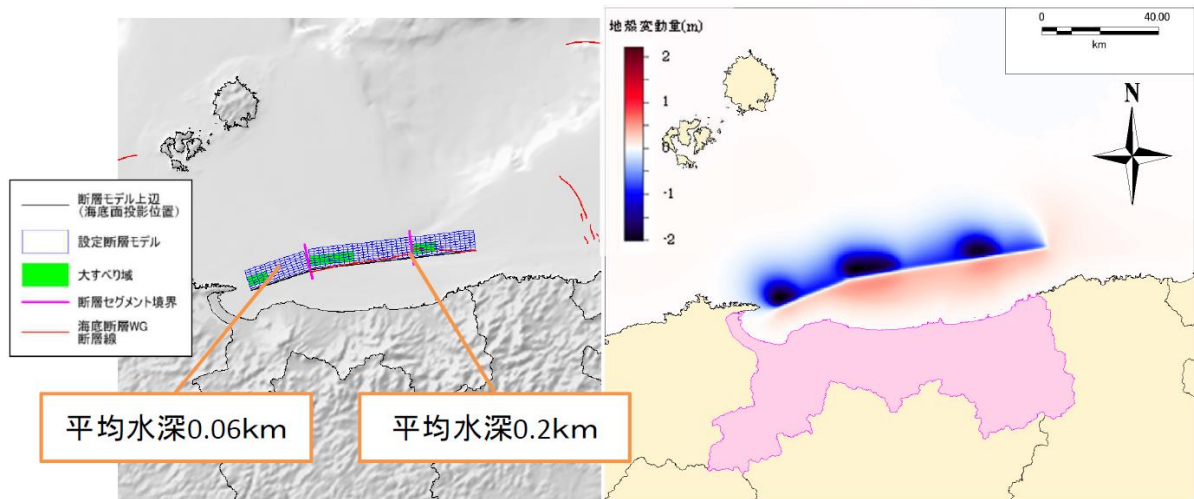 断層モデル上辺
(海底面投影位置)
設定断層モデル
大すべり域
断層セグメント境界
海底断層WG
断層線
平均水深0.06km
平均水深0.2km
地殻変動量(m)
2
1
0
-1
-2
0 40.00
km
N